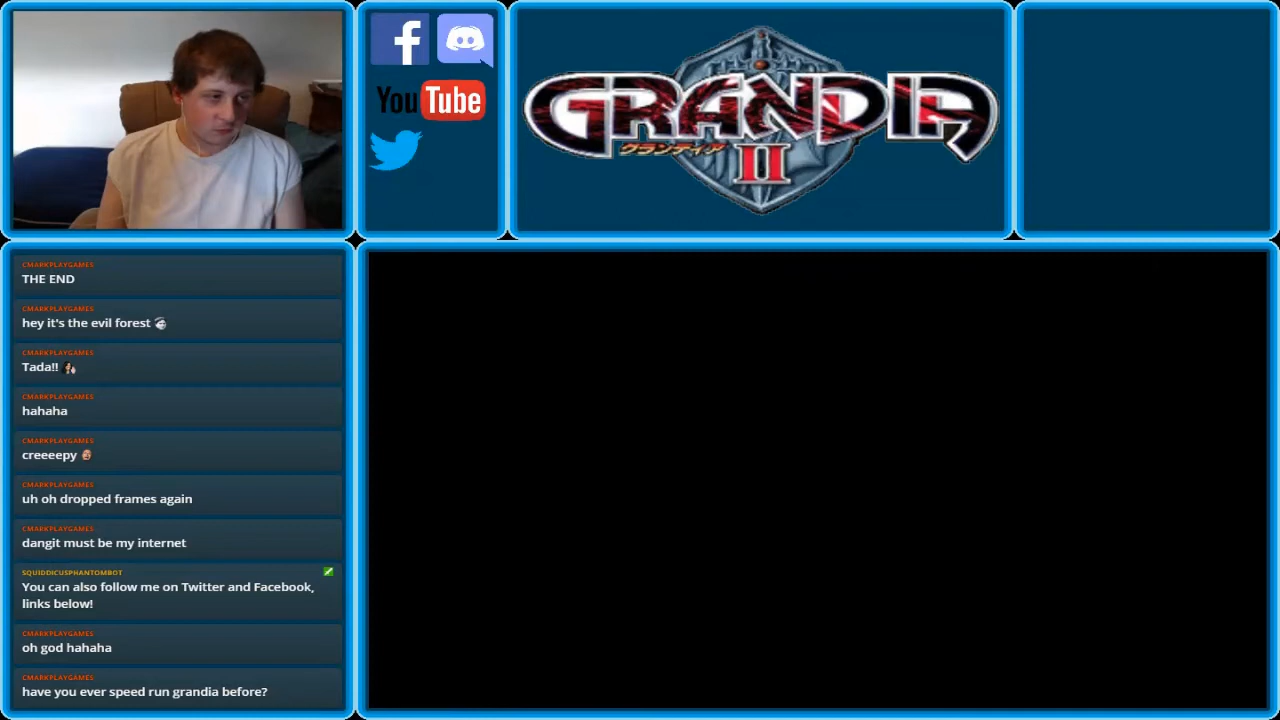 You Tube
GRANDIA
グランディア
II
CMARKPLAYGAMES
THE END
CMARKPLAYGAMES
hey it's the evil forest
CMARKPLAYGAMES
Tada!!
CMARKPLAYGAMES
hahaha
CMARKPLAYGAMES
creeeepy
CMARKPLAYGAMES
uh oh dropped frames again
CMARKPLAYGAMES
dangit must be my internet
SQUIDDICUSPHANTOMBOT
You can also follow me on Twitter and Facebook,
links below!
CMARKPLAYGAMES
oh god hahaha
CMARKPLAYGAMES
have you ever speed run grandia before?